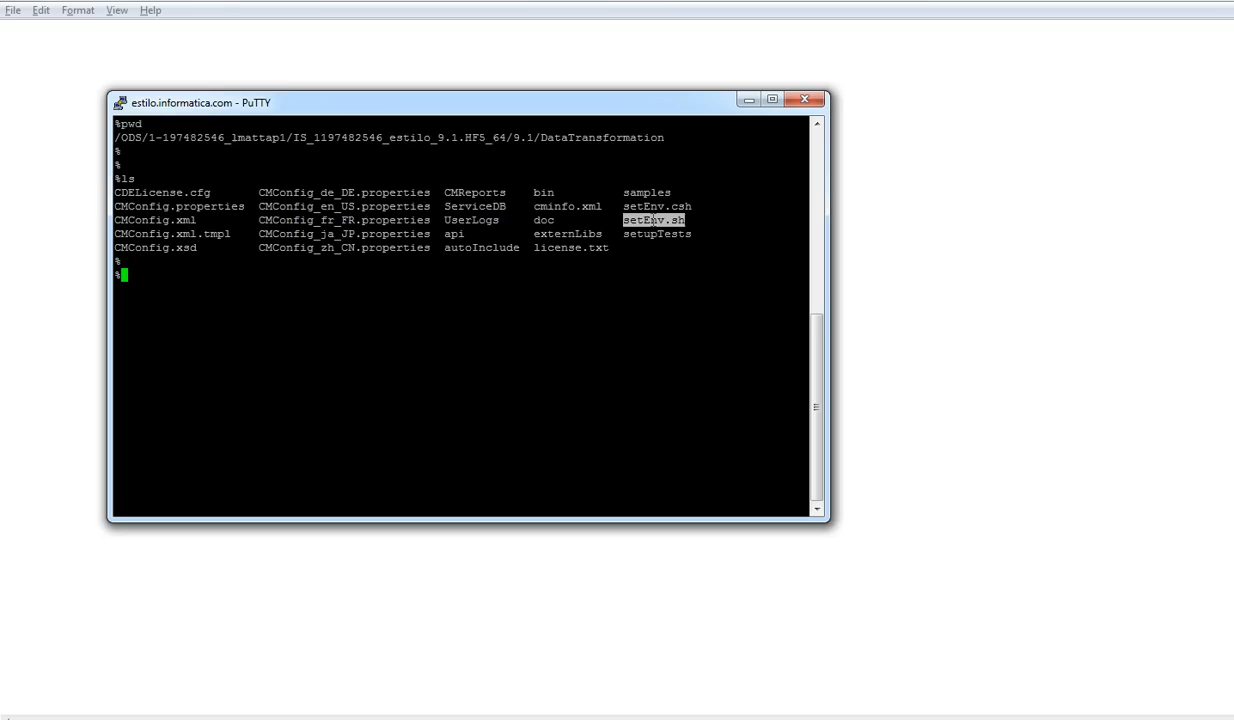 File Edit Format View Help
estilo.informatica.com - PuTTY
%pwd
/ODS/1-197482546_lmattap1/IS_1197482546_estilo_9.1.HF5_64/9.1/DataTransformation
%
%
%ls
CDELicense.cfg CMConfig_de_DE.properties CMReports bin samples
CMConfig.properties CMConfig_en_US.properties ServiceDB cminfo.xml setEnv.csh
CMConfig.xml CMConfig_fr_FR.properties UserLogs doc setEnv.sh
CMConfig.xml.tmpl CMConfig_ja_JP.properties api externLibs setupTests
CMConfig.xsd CMConfig_zh_CN.properties autoInclude license.txt
%
%